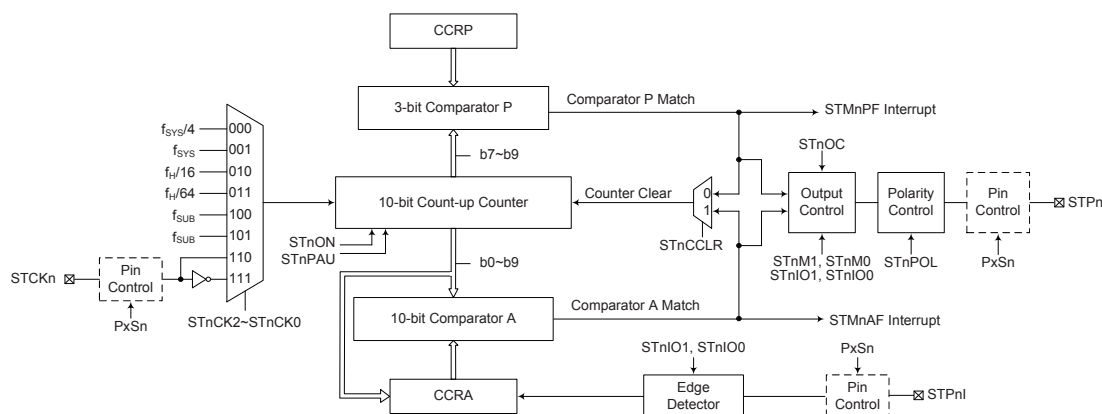 CCRP
3-bit Comparator P
Comparator P Match
STMnPF Interrupt
b7~b9
fSYS/4
000
fSYS
001
fH/16
010
fH/64
011
fSUB
100
fSUB
101
110
111
STCKn
Pin
Control
PxSn
STnCK2~STnCK0
10-bit Count-up Counter
STnON
STnPAU
Counter Clear
0
1
STnCCLR
STnOC
Output
Control
STnM1, STnM0
STnIO1, STnIO0
Polarity
Control
STnPOL
Pin
Control
PxSn
STPn
b0~b9
10-bit Comparator A
Comparator A Match
STMnAF Interrupt
CCRA
STnIO1, STnIO0
Edge
Detector
PxSn
Pin
Control
STPnI